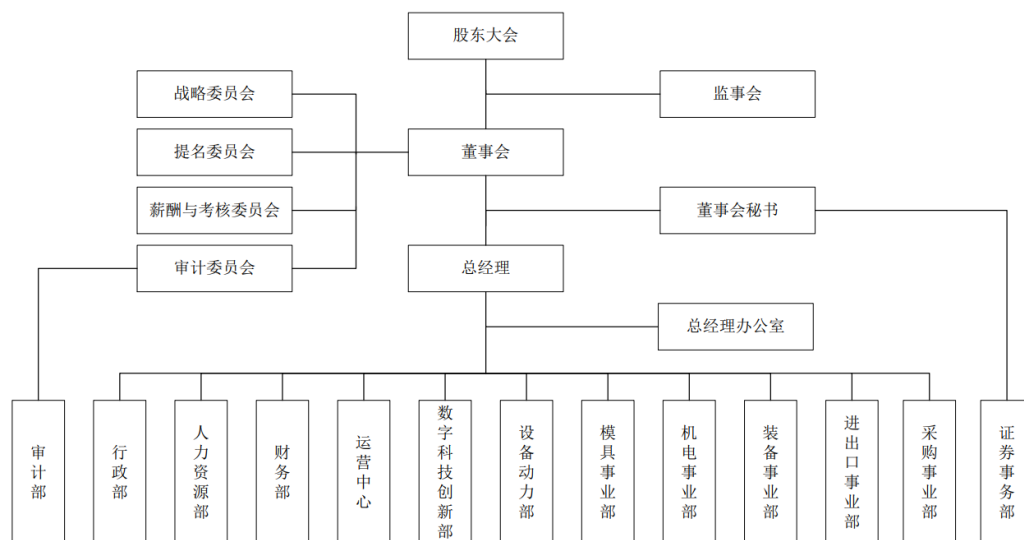 股东大会
战略委员会
监事会
提名委员会
董事会
薪酬与考核委员会
董事会秘书
审计委员会
总经理
总经理办公室
审计部
行政部
人力资源部
财务部
运营中心
数字科技创新部
设备动力部
模具事业部
机电事业部
装备事业部
进出口事业部
采购事业部
证券事务部